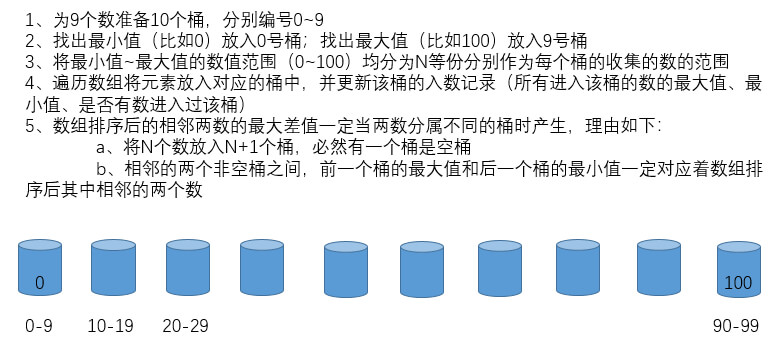 1、为9个数准备10个桶，分别编号0~9
2、找出最小值（比如0）放入0号桶；找出最大值（比如100）放入9号桶
3、将最小值~最大值的数值范围（0~100）均分为N等份分别作为每个桶的收集的数的范围
4、遍历数组将元素放入对应的桶中，并更新该桶的入数记录（所有进入该桶的数的最大值、最
小值、是否有数进入过该桶）
5、数组排序后的相邻两数的最大差值一定当两数分属不同的桶时产生，理由如下：
a、将N个数放入N+1个桶，必然有一个桶是空桶
b、相邻的两个非空桶之间，前一个桶的最大值和后一个桶的最小值一定对应着数组排
序后其中相邻的两个数
0 100
0-9 10-19 20-29 90-99